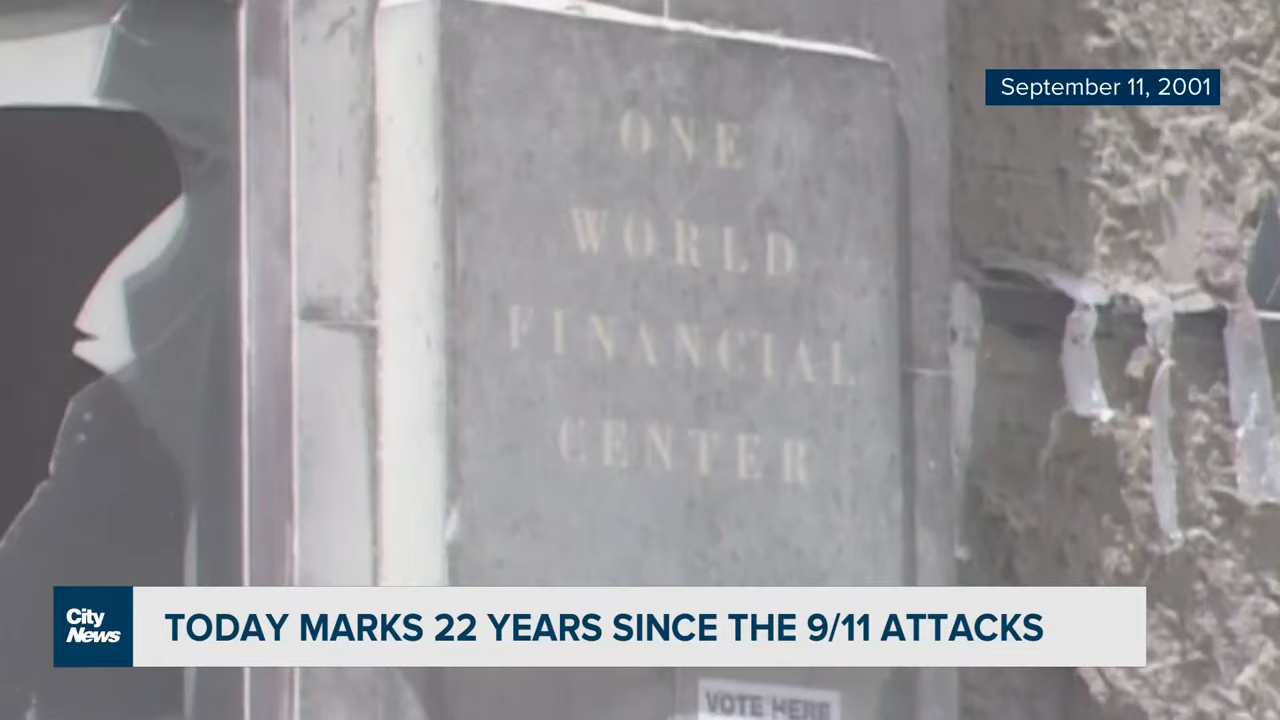 September 11, 2001
ONE
WORLD
FINANCIAL
CENTER
City
News
TODAY MARKS 22 YEARS SINCE THE 9/11 ATTACKS
VOTE HERE